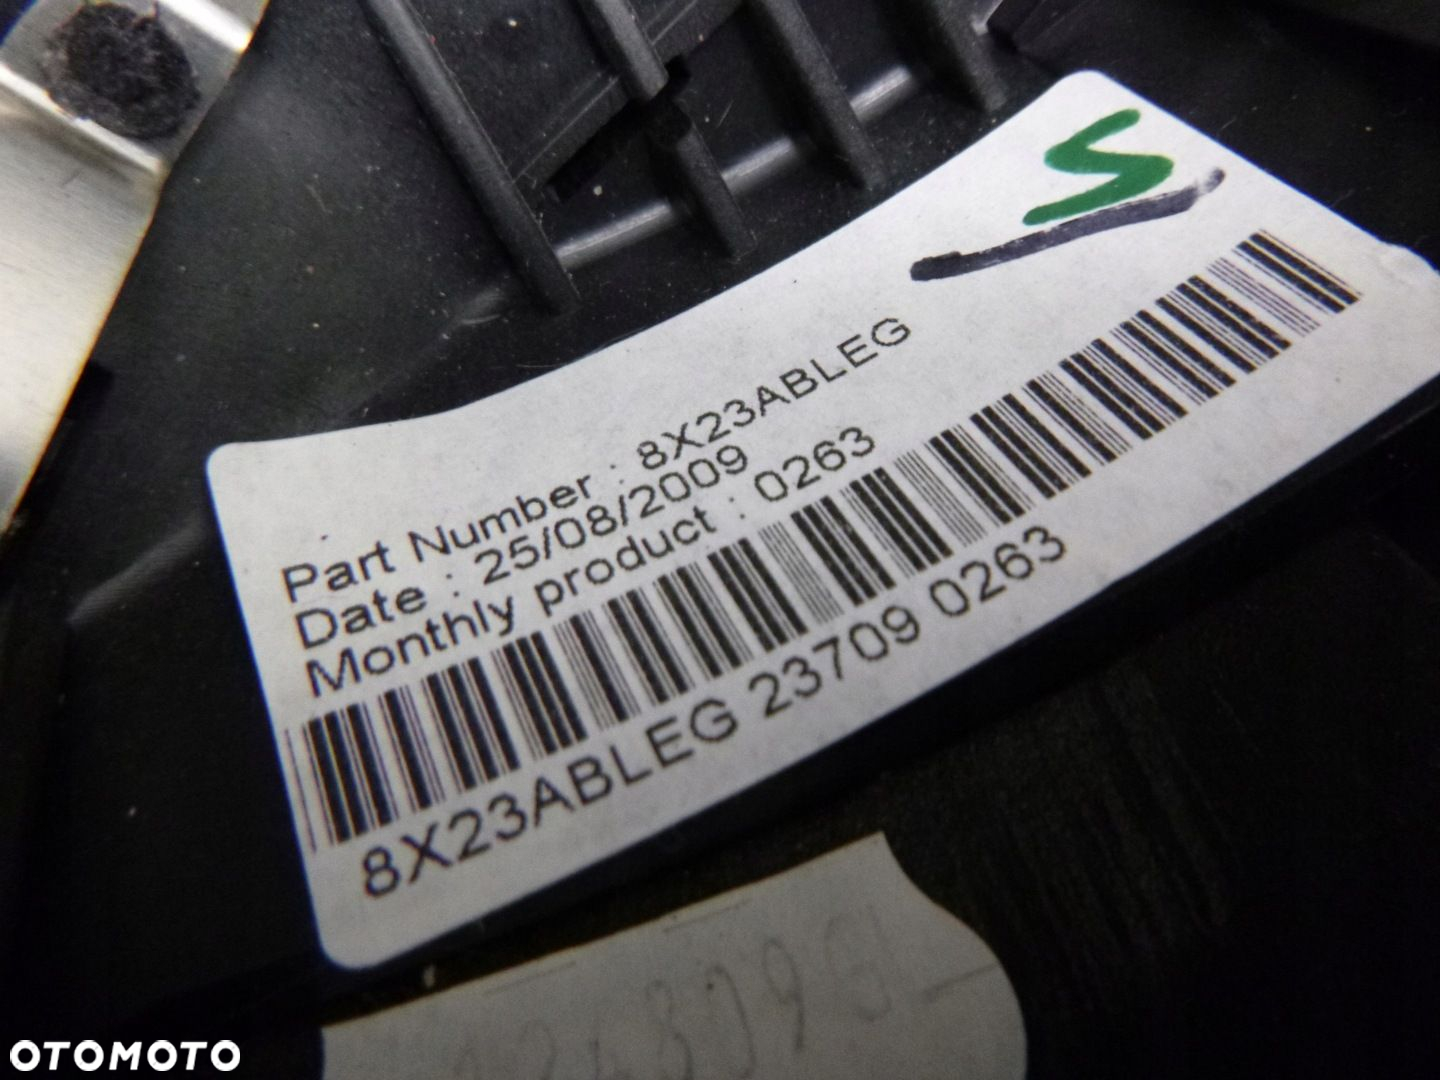 S
Part Number : 8X23ABLEG
Date : 25/08/2009
Monthly product : 0263
8X23ABLEG 23709 0263
OTOMOTO